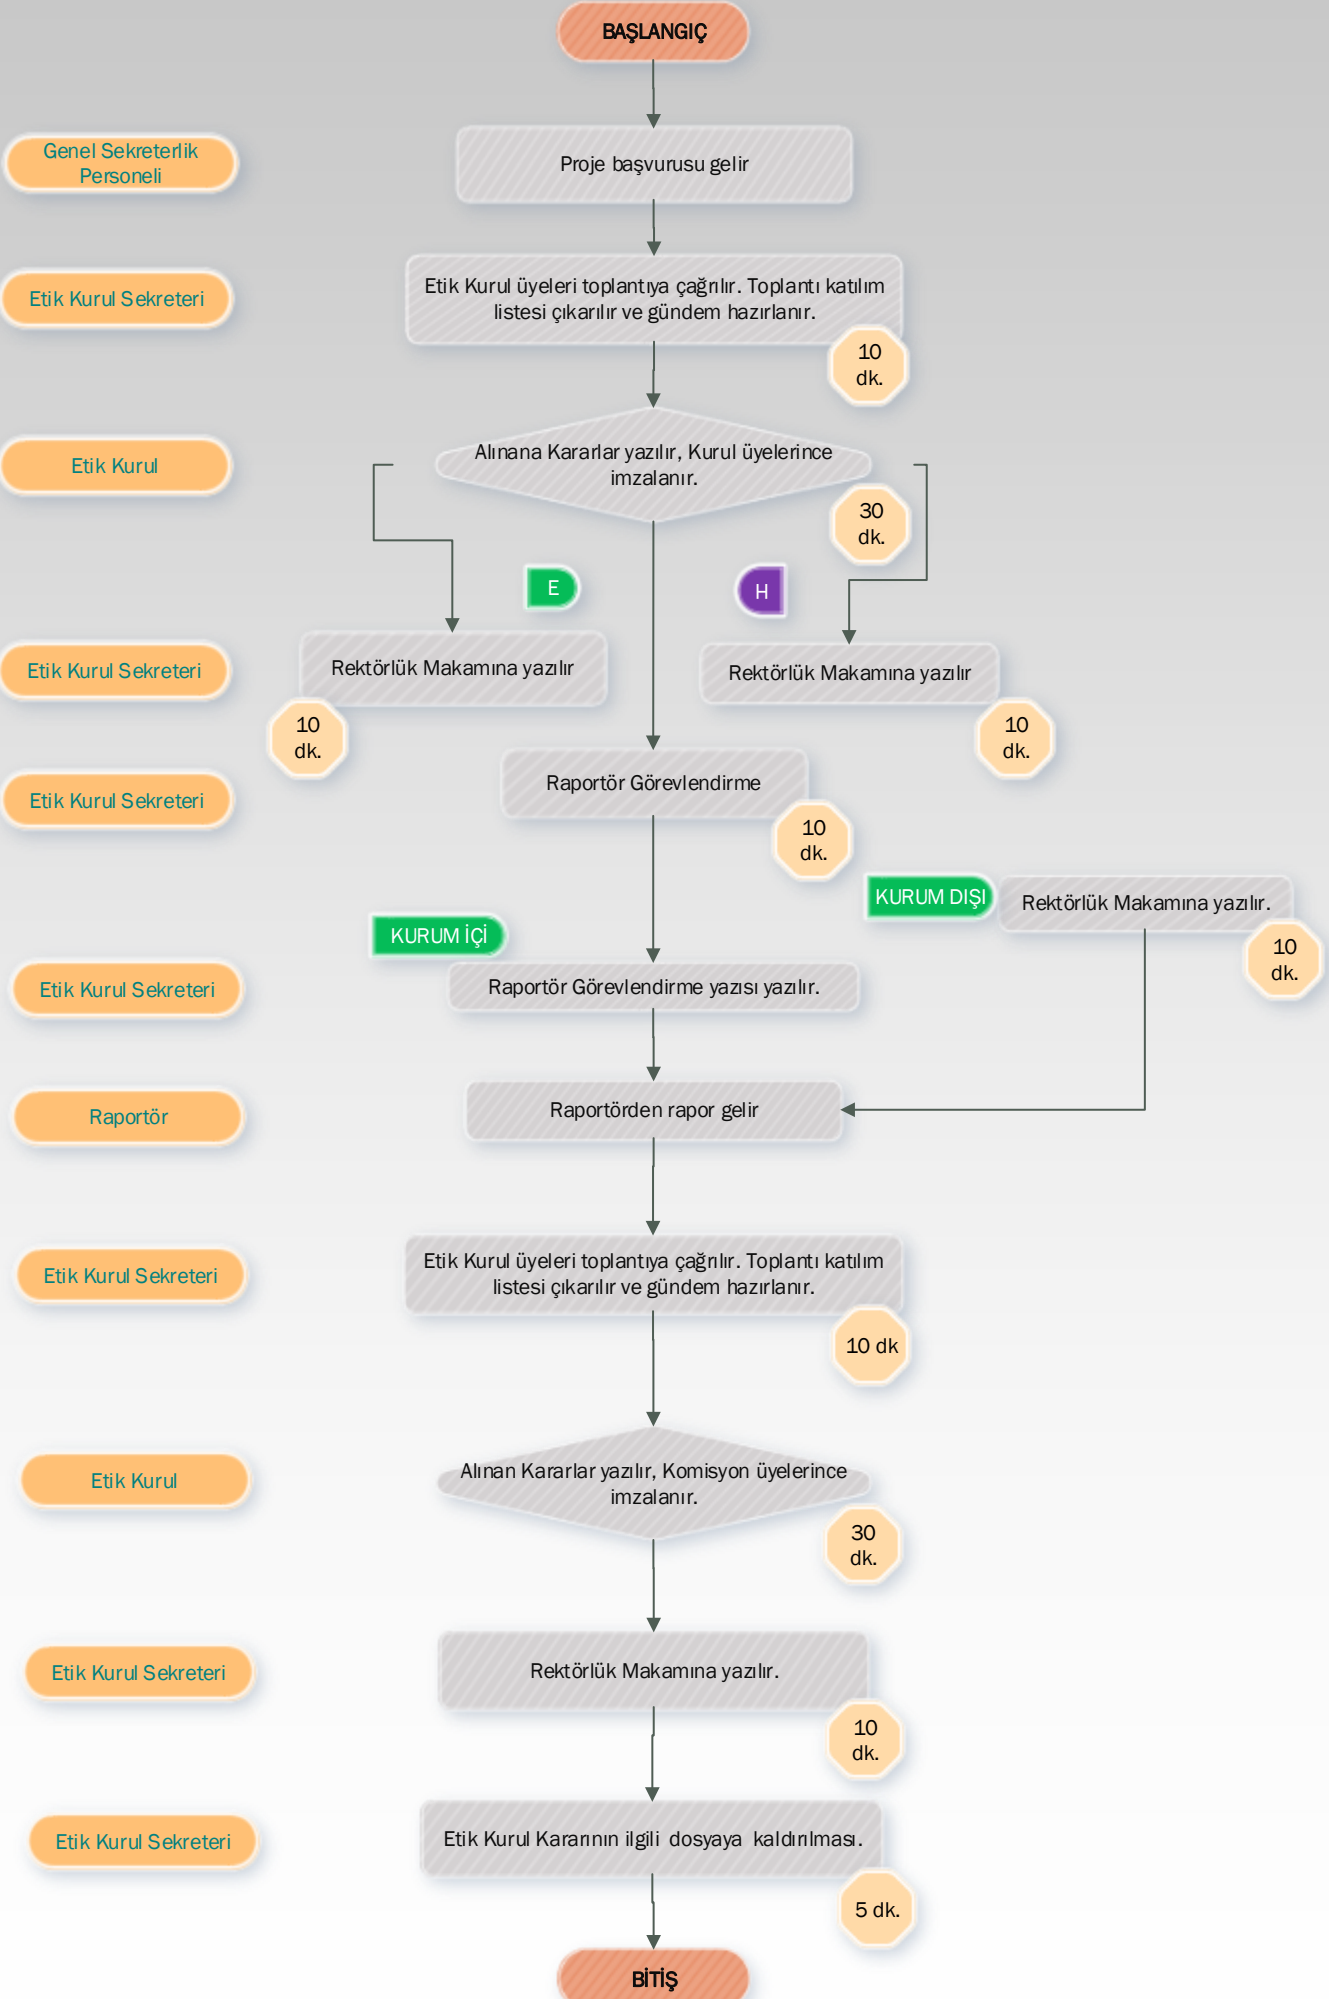 BAŞLANGIÇ
Genel Sekreterlik
Personeli
Proje başvurusu gelir
Etik Kurul Sekreteri
Etik Kurul üyeleri toplantıya çağrılır. Toplantı katılım
listesi çıkarılır ve gündem hazırlanır.
10
dk.
Etik Kurul
Alınana Kararlar yazılır, Kurul üyelerince
imzalanır.
30
dk.
E
H
Etik Kurul Sekreteri
Rektörlük Makamına yazılır
10
dk.
Rektörlük Makamına yazılır
10
dk.
Etik Kurul Sekreteri
Raportör Görevlendirme
10
dk.
KURUM DIŞI
Rektörlük Makamına yazılır.
10
dk.
KURUM İÇİ
Etik Kurul Sekreteri
Raportör Görevlendirme yazısı yazılır.
Raportör
Raportörden rapor gelir
Etik Kurul Sekreteri
Etik Kurul üyeleri toplantıya çağrılır. Toplantı katılım
listesi çıkarılır ve gündem hazırlanır.
10 dk
Etik Kurul
Alınan Kararlar yazılır, Komisyon üyelerince
imzalanır.
30
dk.
Etik Kurul Sekreteri
Rektörlük Makamına yazılır.
10
dk.
Etik Kurul Sekreteri
Etik Kurul Kararının ilgili dosyaya kaldırılması.
5 dk.
BİTİŞ